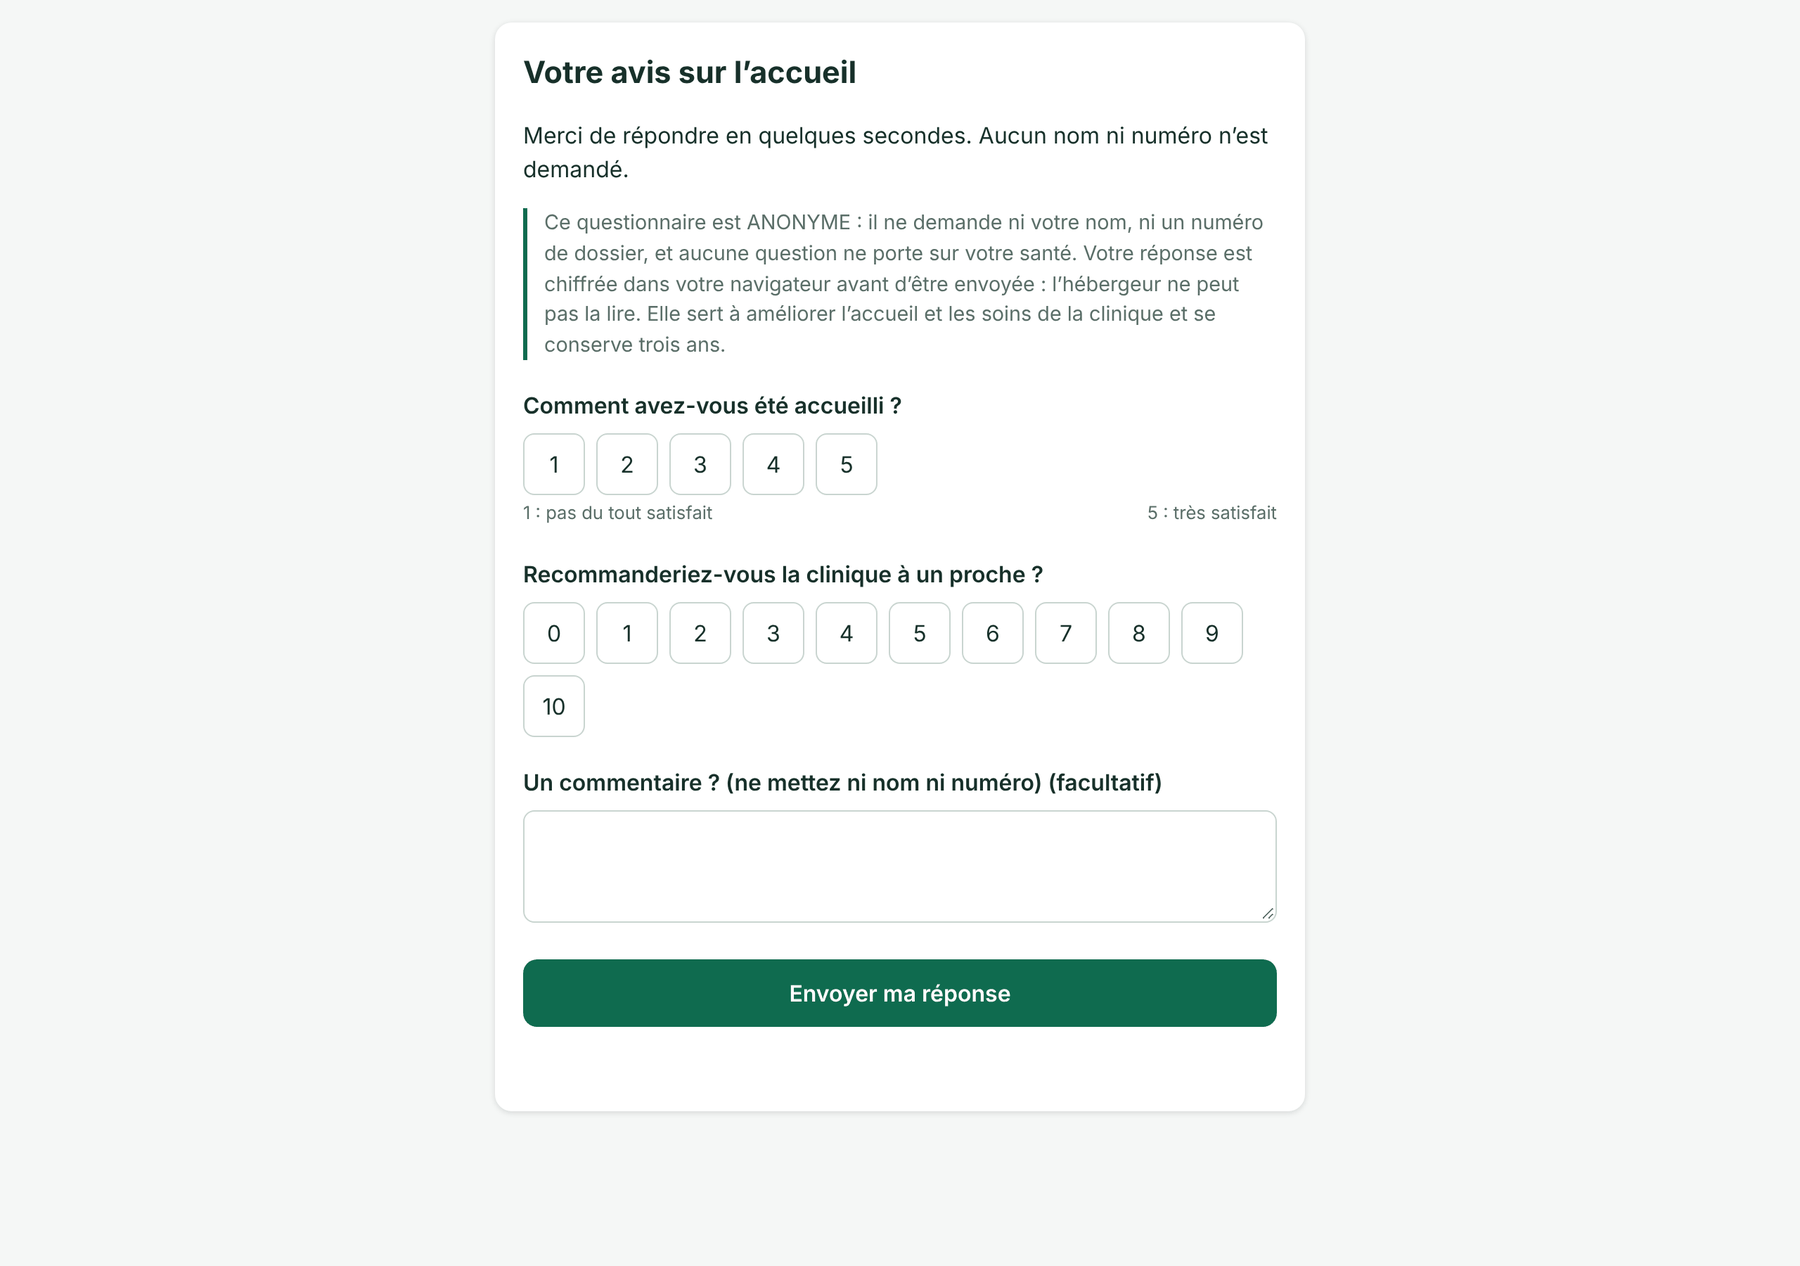 Votre avis sur l’accueil
Merci de répondre en quelques secondes. Aucun nom ni numéro n’est
demandé.
Ce questionnaire est ANONYME : il ne demande ni votre nom, ni un numéro
de dossier, et aucune question ne porte sur votre santé. Votre réponse est
chiffrée dans votre navigateur avant d’être envoyée : l’hébergeur ne peut
pas la lire. Elle sert à améliorer l’accueil et les soins de la clinique et se
conserve trois ans.
Comment avez-vous été accueilli ?
1 2 3 4 5
1 : pas du tout satisfait 5 : très satisfait
Recommanderiez-vous la clinique à un proche ?
0 1 2 3 4 5 6 7 8 9
10
Un commentaire ? (ne mettez ni nom ni numéro) (facultatif)
Envoyer ma réponse